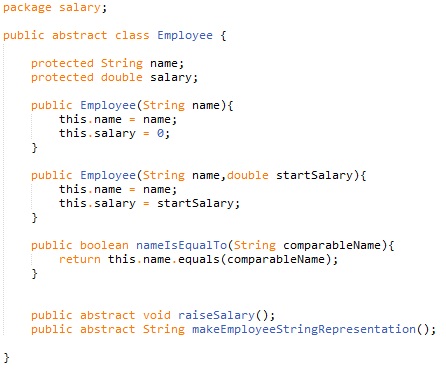 package salary;
public abstract class Employee {
protected String name;
protected double salary;
public Employee(String name){
this.name = name;
this.salary = 0;
}
public Employee(String name,double startSalary){
this.name = name;
this.salary = startSalary;
}
public boolean nameIsEqualTo(String comparableName){
return this.name.equals(comparableName);
}
public abstract void raiseSalary();
public abstract String makeEmployeeStringRepresentation();
}